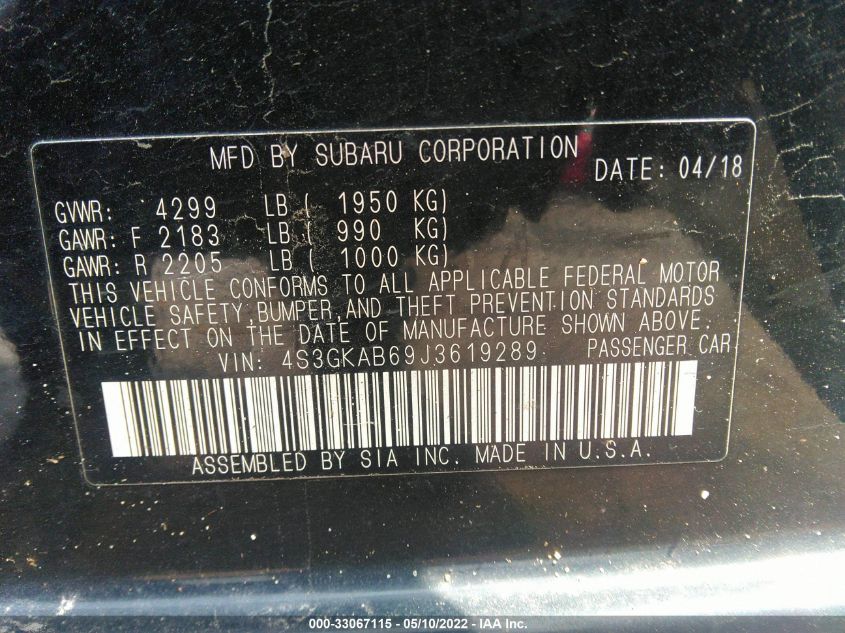 MFD BY SUBARU CORPORATION DATE: 04/18
GVWR: 4299 LB ( 1950 KG)
GAWR: F 2183 LB ( 990 KG)
GAWR: R 2205 LB ( 1000 KG)
THIS VEHICLE CONFORMS TO ALL APPLICABLE FEDERAL MOTOR
VEHICLE SAFETY, BUMPER, AND THEFT PREVENTION STANDARDS
IN EFFECT ON THE DATE OF MANUFACTURE SHOWN ABOVE.
VIN: 4S3GKAB69J3619289 PASSENGER CAR
ASSEMBLED BY SIA INC. MADE IN U.S.A.
000-33067115 - 05/10/2022 - IAA Inc.